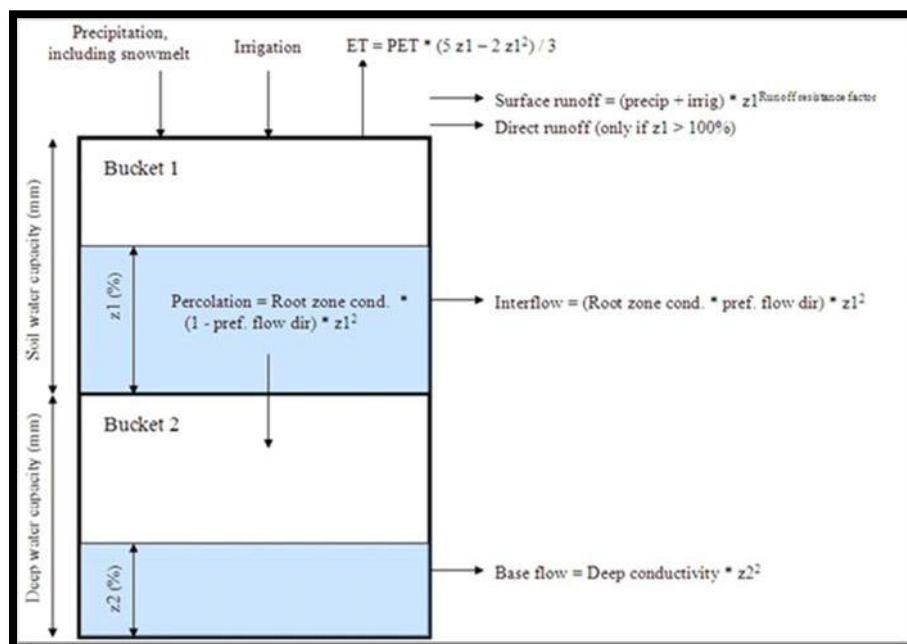 Precipitation,
including snowmelt
Irrigation
ET = PET * (5 z1 – 2 z1²) / 3
Surface runoff = (precip + irrig) * z1^Runoff resistance factor
Direct runoff (only if z1 > 100%)
Bucket 1
Soil water capacity (mm)
z1 (%)
Percolation = Root zone cond. *
(1 - pref. flow dir) * z1²
Interflow = (Root zone cond. * pref. flow dir) * z1²
Bucket 2
Deep water capacity (mm)
z2 (%)
Base flow = Deep conductivity * z2²